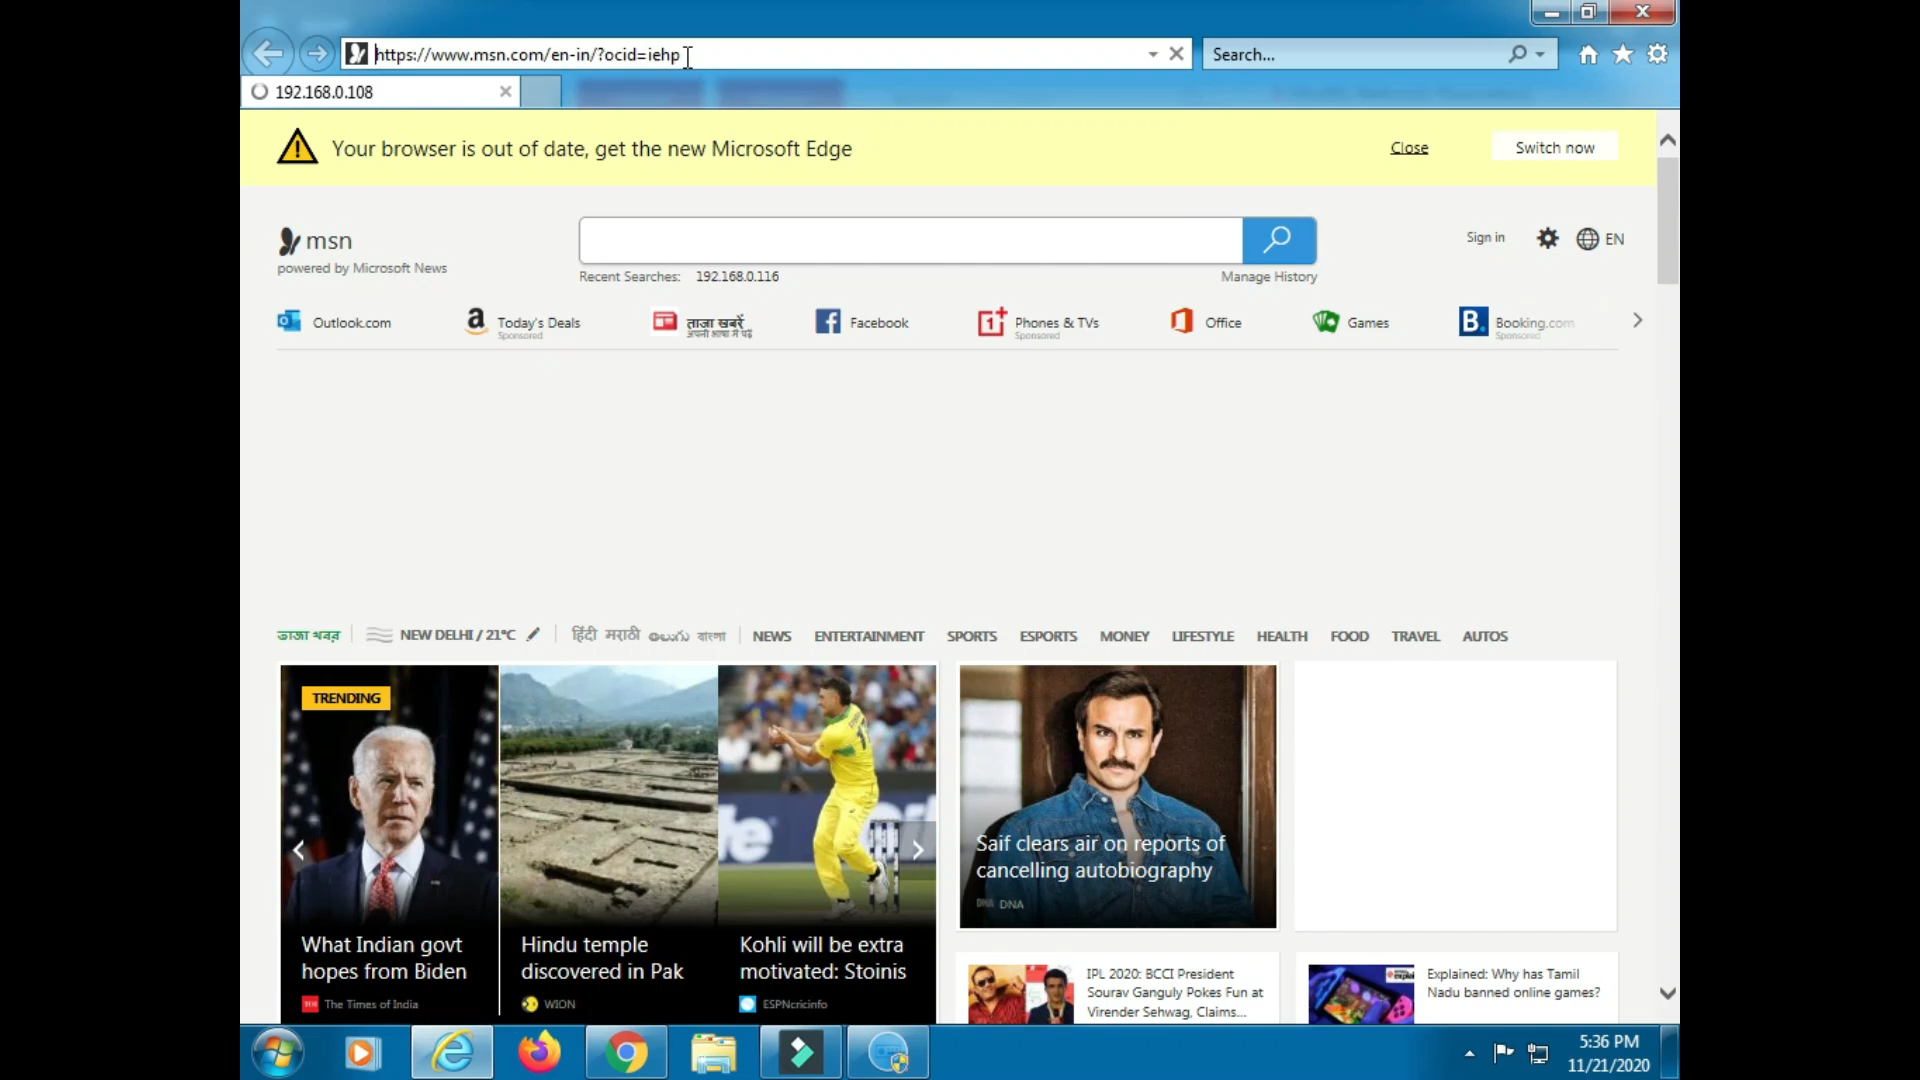 https://www.msn.com/en-in/?ocid=iehp
Search...
192.168.0.108
Your browser is out of date, get the new Microsoft Edge
Close
Switch now
msn
powered by Microsoft News
Recent Searches: 192.168.0.116
Manage History
Sign in
EN
Outlook.com
Today's Deals
Sponsored
ताजा खबरें
अपनी भाषा में पढ़ें
Facebook
Phones & TVs
Sponsored
Office
Games
Booking.com
Sponsored
তাজা খবর
NEW DELHI / 21°C
हिंदी मराठी తెలుగు বাংলা
NEWS ENTERTAINMENT SPORTS ESPORTS MONEY LIFESTYLE HEALTH FOOD TRAVEL AUTOS
TRENDING
What Indian govt
hopes from Biden
The Times of India
Hindu temple
discovered in Pak
WION
Kohli will be extra
motivated: Stoinis
ESPNcricinfo
Saif clears air on reports of
cancelling autobiography
DNA DNA
IPL 2020: BCCI President
Sourav Ganguly Pokes Fun at
Virender Sehwag, Claims...
Explained: Why has Tamil
Nadu banned online games?
5:36 PM
11/21/2020